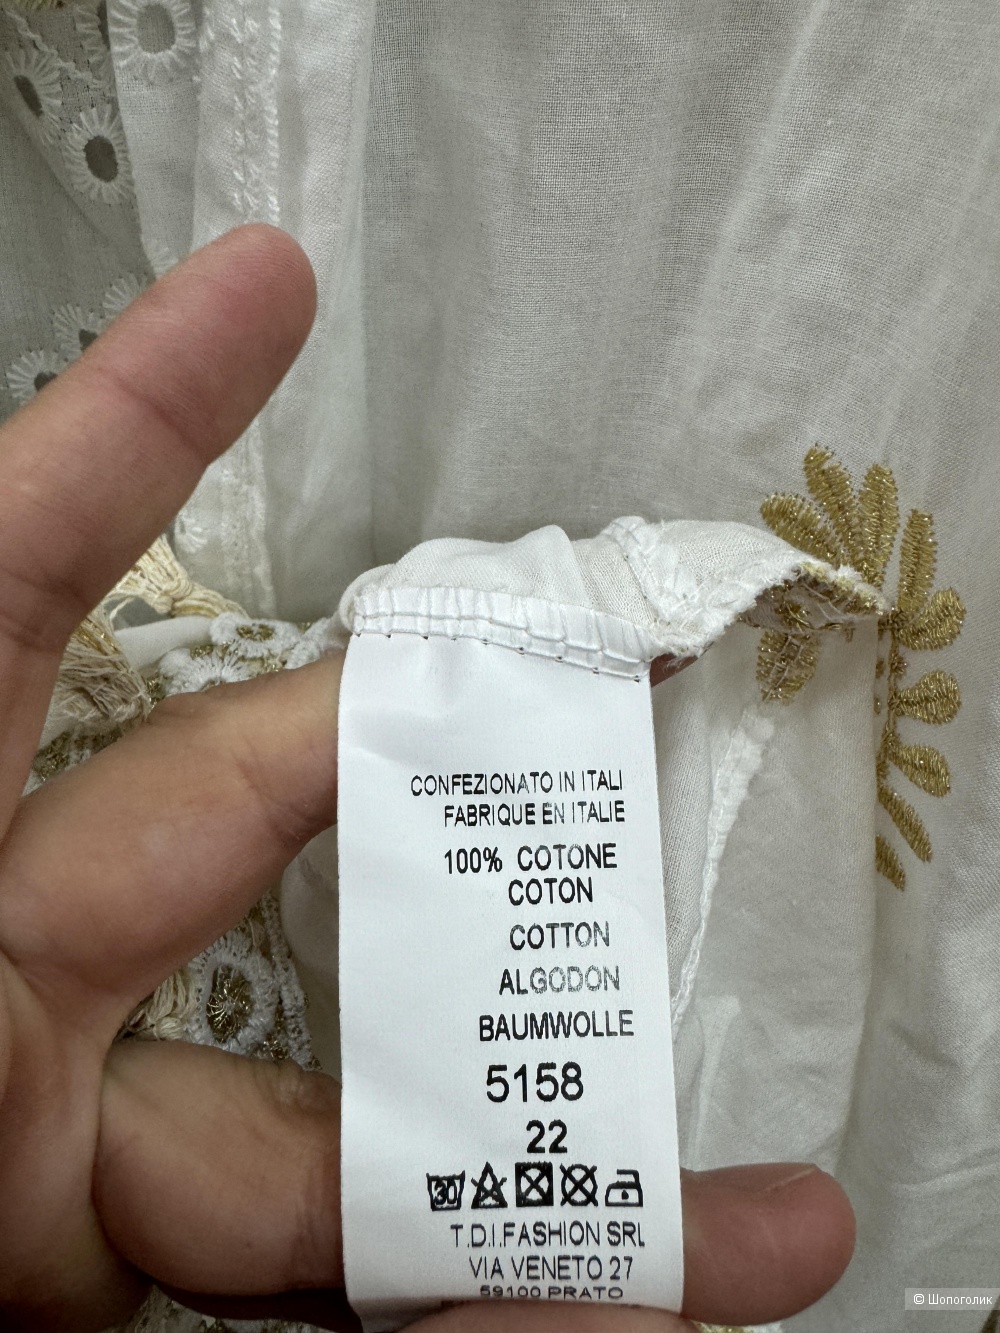 CONFEZIONATO IN ITALI
FABRIQUE EN ITALIE
100% COTONE
COTON
COTTON
ALGODON
BAUMWOLLE
5158
22
30
T.D.I.FASHION SRL
VIA VENETO 27
59100 PRATO
© Шопоголик